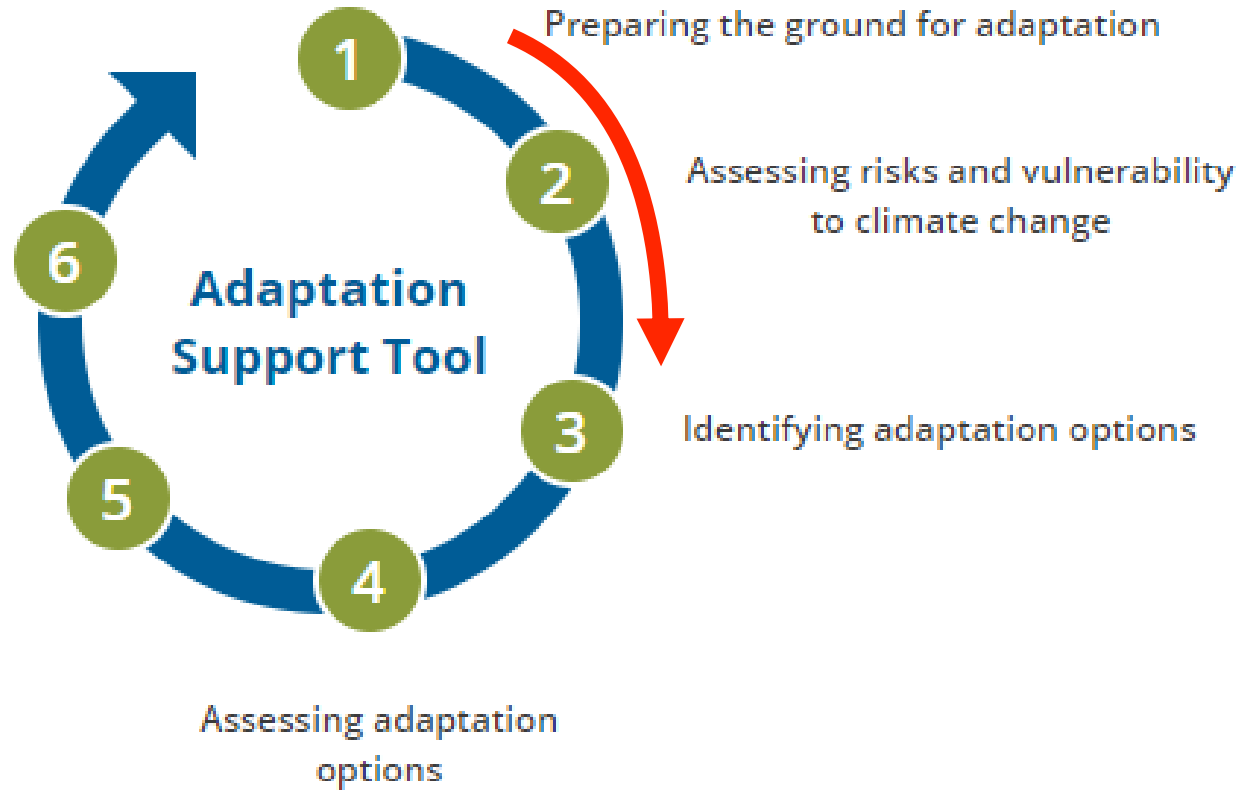 1
Preparing the ground for adaptation
2
Assessing risks and vulnerability
to climate change
6
Adaptation
Support Tool
3
Identifying adaptation options
5
4
Assessing adaptation
options